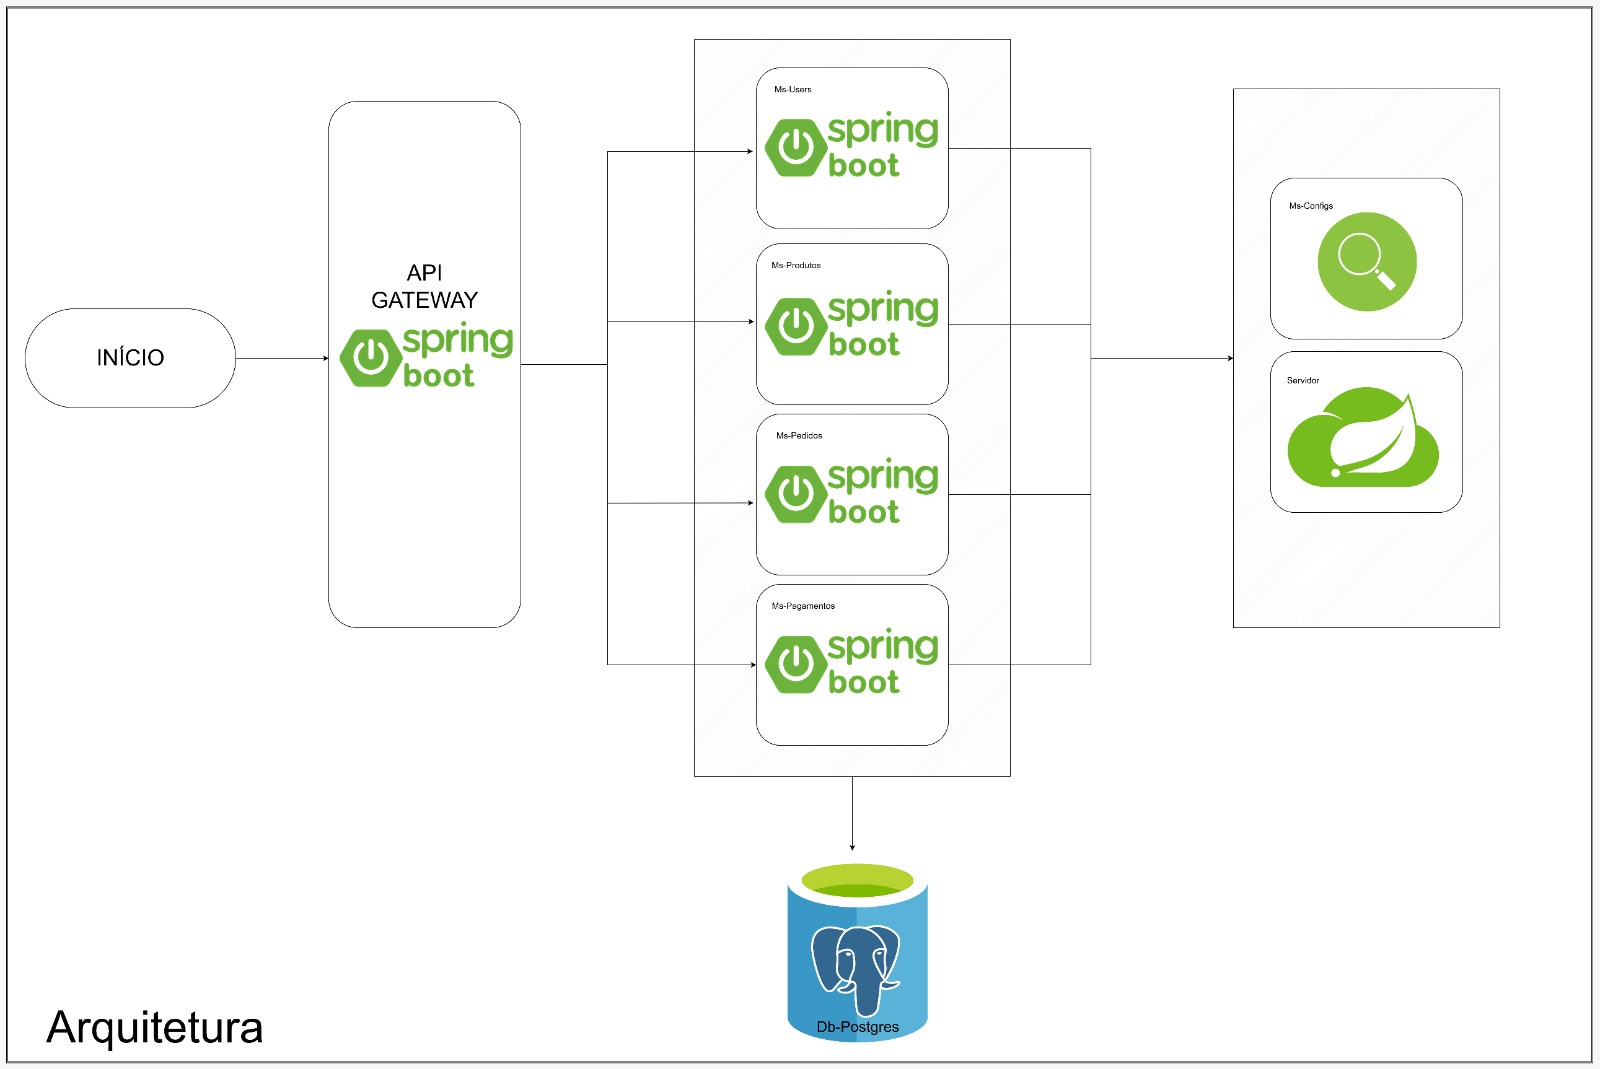 INÍCIO
API
GATEWAY
spring
boot
Ms-Users
spring
boot
Ms-Produtos
spring
boot
Ms-Pedidos
spring
boot
Ms-Pagamentos
spring
boot
Ms-Configs
Servidor
Db-Postgres
Arquitetura